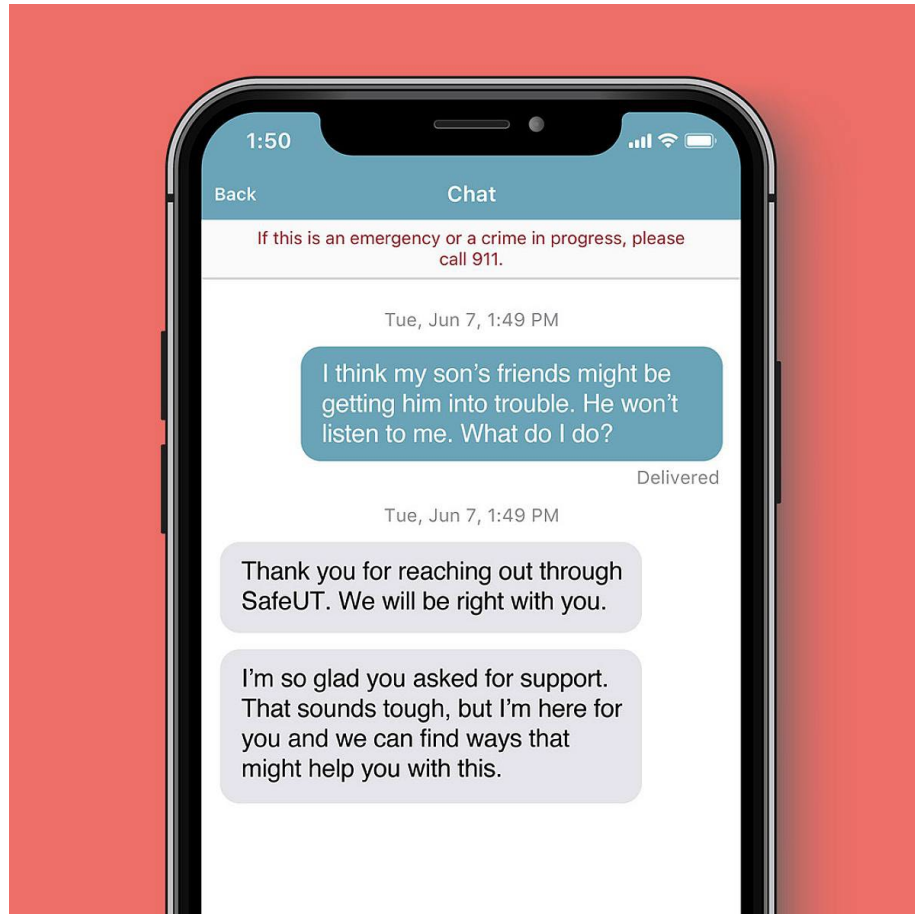 1:50
Back
Chat
If this is an emergency or a crime in progress, please
call 911.
Tue, Jun 7, 1:49 PM
I think my son’s friends might be
getting him into trouble. He won’t
listen to me. What do I do?
Delivered
Tue, Jun 7, 1:49 PM
Thank you for reaching out through
SafeUT. We will be right with you.
I’m so glad you asked for support.
That sounds tough, but I’m here for
you and we can find ways that
might help you with this.